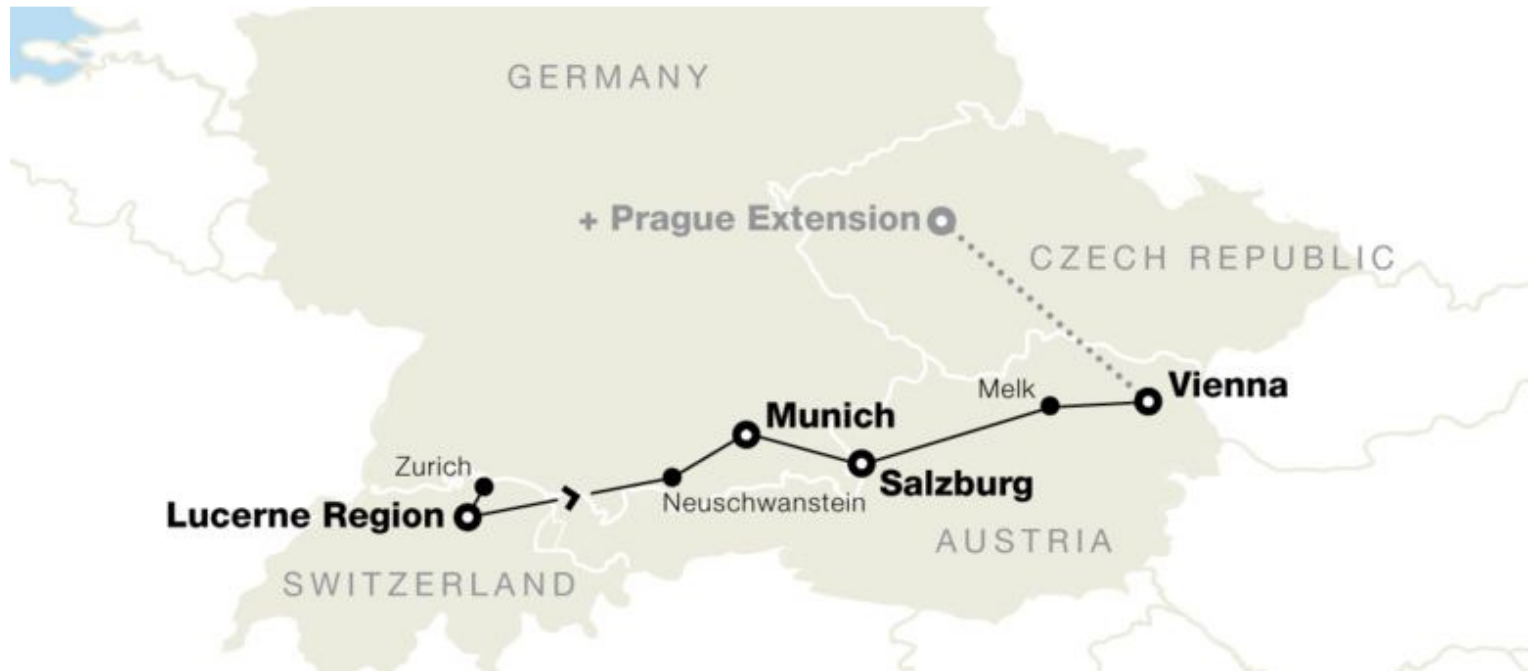 GERMANY
+ Prague Extension
CZECH REPUBLIC
Melk
Vienna
Munich
Zurich
Salzburg
Neuschwanstein
Lucerne Region
AUSTRIA
SWITZERLAND